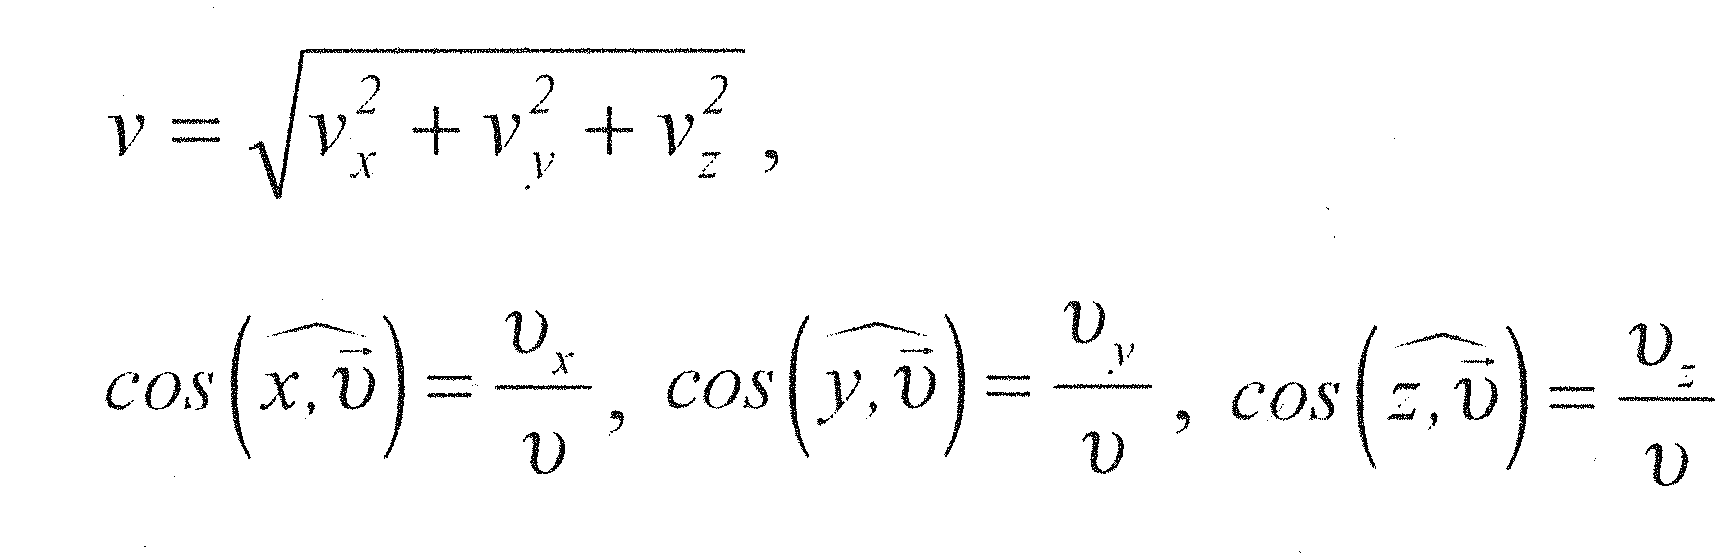 v = √(v_x^2 + v_y^2 + v_z^2),
cos(x, υ⃗) = υ_x/υ, cos(y, υ⃗) = υ_y/υ, cos(z, υ⃗) = υ_z/υ